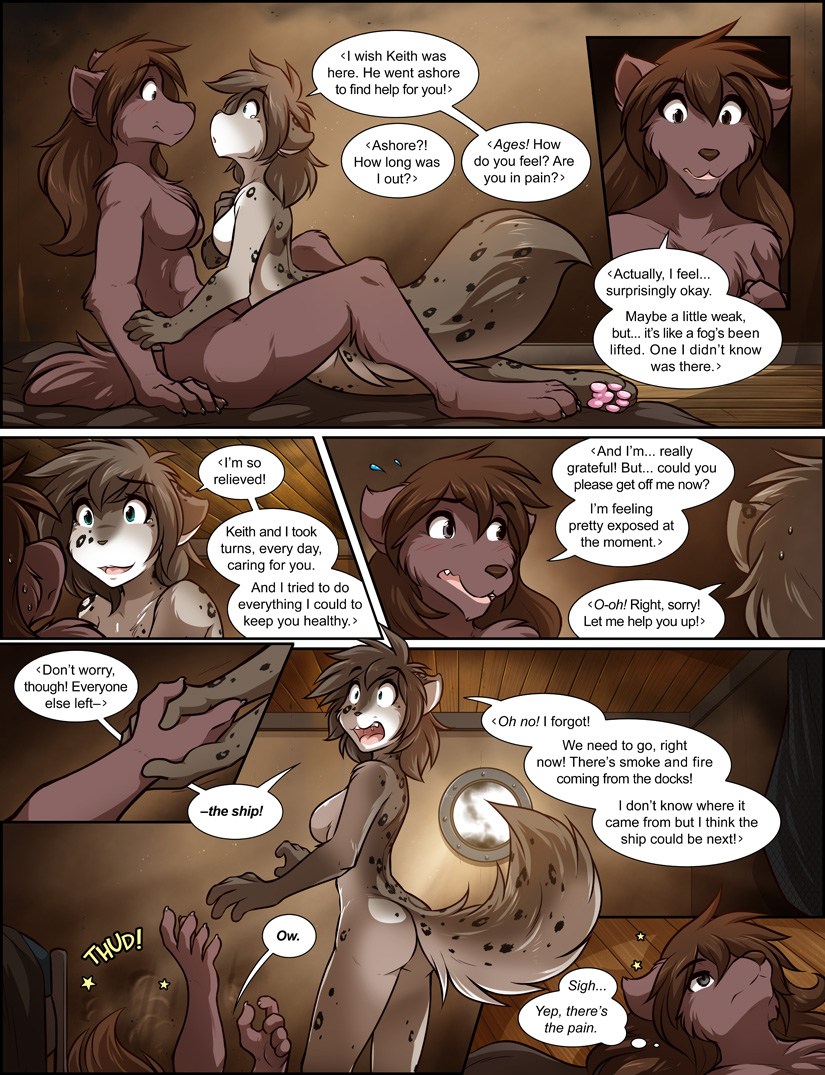 ‹I wish Keith was
here. He went ashore
to find help for you!›
‹Ashore?!
How long was
I out?›
‹Ages! How
do you feel? Are
you in pain?›
‹Actually, I feel...
surprisingly okay.
Maybe a little weak,
but... it's like a fog's been
lifted. One I didn't know
was there.›
‹I'm so
relieved!
Keith and I took
turns, every day,
caring for you.
And I tried to do
everything I could to
keep you healthy.›
‹And I'm... really
grateful! But... could you
please get off me now?
I'm feeling
pretty exposed at
the moment.›
‹O-oh! Right, sorry!
Let me help you up!›
‹Don't worry,
though! Everyone
else left–›
–the ship!
‹Oh no! I forgot!
We need to go, right
now! There's smoke and fire
coming from the docks!
I don't know where it
came from but I think the
ship could be next!›
THUD!
Ow.
Sigh...
Yep, there's
the pain.